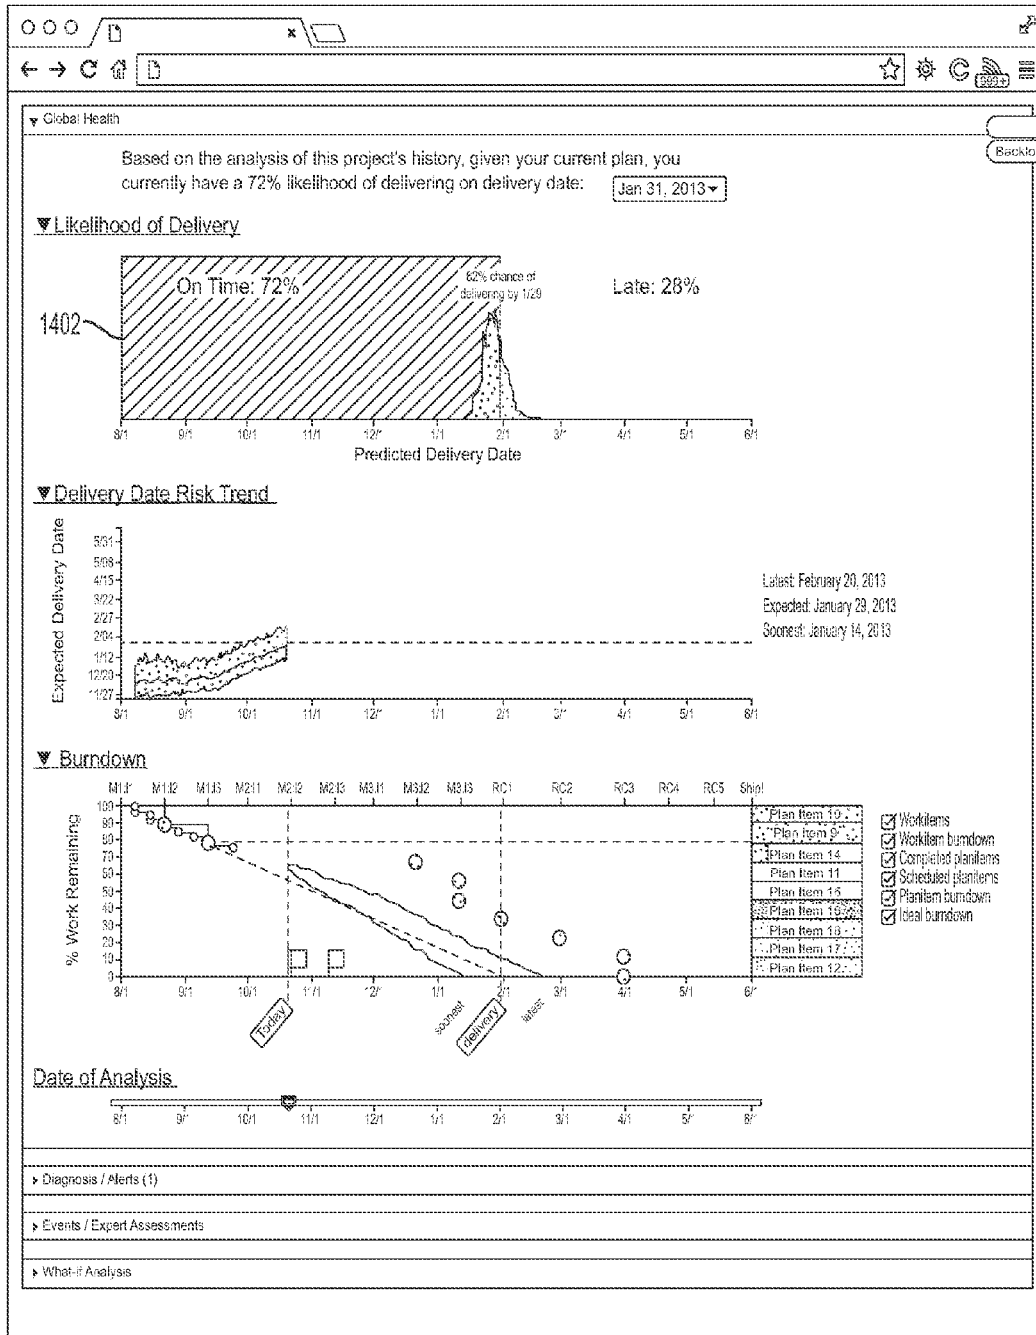 999+
Global Health
Backlo
Based on the analysis of this project's history, given your current plan, you
currently have a 72% likelihood of delivering on delivery date:
Jan 31, 2013
Likelihood of Delivery
On Time: 72%
62% chance of
delivering by 1/29
Late: 28%
1402
8/1 9/1 10/1 11/1 12/1 1/1 2/1 3/1 4/1 5/1 6/1
Predicted Delivery Date
Delivery Date Risk Trend
Expected Delivery Date
5/31
5/08
4/15
3/22
2/27
2/04
1/12
12/20
11/27
Latest: February 20, 2013
Expected: January 29, 2013
Soonest: January 14, 2013
8/1 9/1 10/1 11/1 12/1 1/1 2/1 3/1 4/1 5/1 6/1
Burndown
M1I1 M1I2 M1I3 M2I1 M2I2 M2I3 M3I1 M3I2 M3I3 RC1 RC2 RC3 RC4 RC5 Ship!
% Work Remaining
100
90
80
70
60
50
40
30
20
10
0
Plan Item 10
Plan Item 9
Plan Item 14
Plan Item 11
Plan Item 15
Plan Item 16
Plan Item 18
Plan Item 17
Plan Item 12
Workitems
Workitem burndown
Completed planitems
Scheduled planitems
Planitem burndown
Ideal burndown
8/1 9/1 10/1 11/1 12/1 1/1 2/1 3/1 4/1 5/1 6/1
Today
soonest
delivery
latest
Date of Analysis
8/1 9/1 10/1 11/1 12/1 1/1 2/1 3/1 4/1 5/1 6/1
Diagnosis / Alerts (1)
Events / Expert Assessments
What-if Analysis